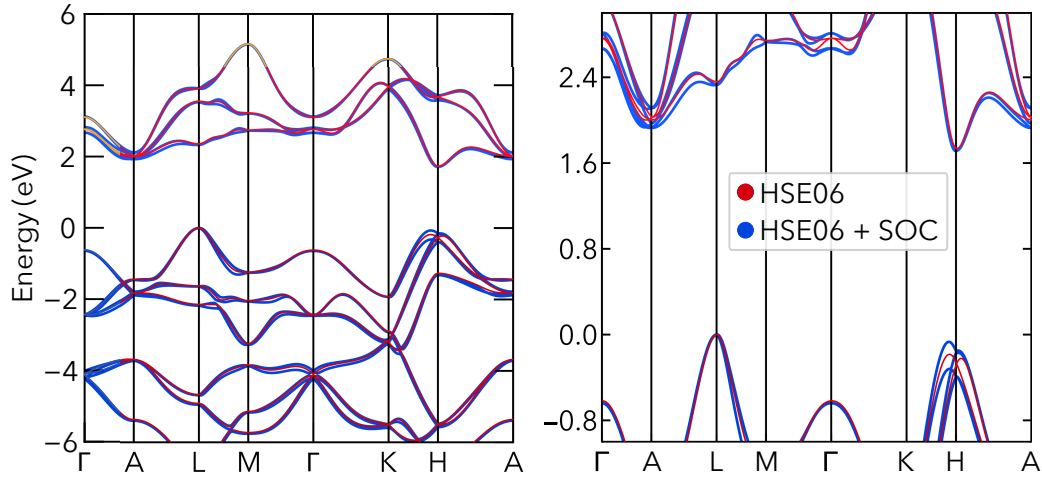 6
4
2
0
−2
−4
−6
Energy (eV)
Γ A L M Γ K H A
2.4
1.6
0.8
0.0
−0.8
HSE06
HSE06 + SOC
Γ A L M Γ K H A